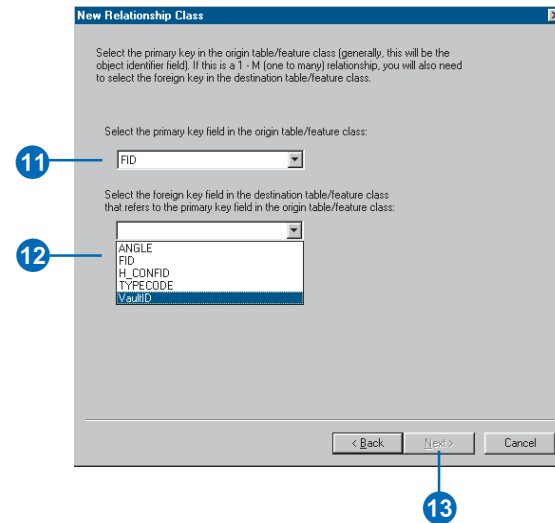 New Relationship Class
Select the primary key in the origin table/feature class (generally, this will be the
object identifier field). If this is a 1 - M (one to many) relationship, you will also need
to select the foreign key in the destination table/feature class.
Select the primary key field in the origin table/feature class:
11
FID
Select the foreign key field in the destination table/feature class
that refers to the primary key field in the origin table/feature class:
12
ANGLE
FID
H_CONFID
TYPECODE
VaultID
< Back
Next >
Cancel
13